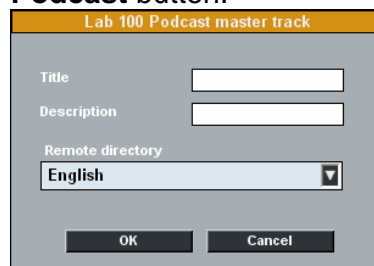 Podcast button.
Lab 100 Podcast master track
Title
Description
Remote directory
English
OK Cancel